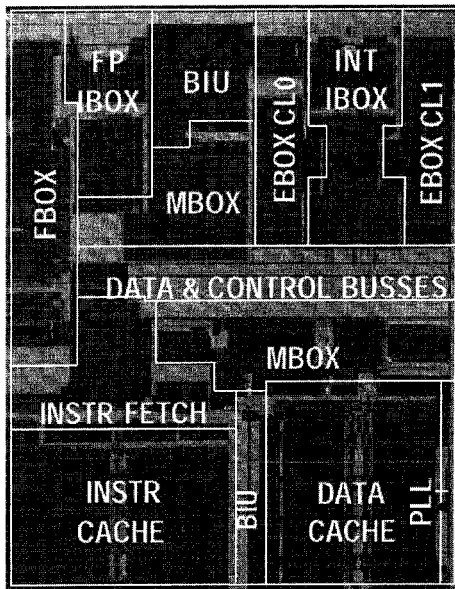 FP
IBOX
BIU
EBOX CL0
INT
IBOX
EBOX CL1
FBOX
MBOX
DATA & CONTROL BUSSES
MBOX
INSTR FETCH
INSTR
CACHE
BIU
DATA
CACHE
PLL